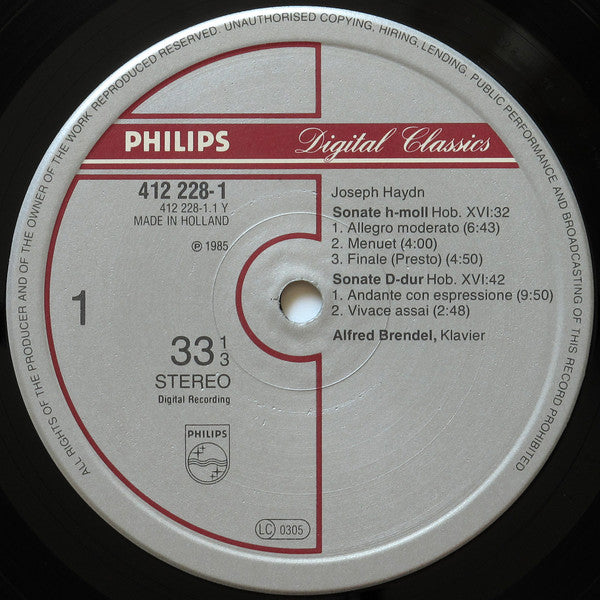 ALL RIGHTS OF THE PRODUCER AND OF THE OWNER OF THE WORK REPRODUCED RESERVED. UNAUTHORISED COPYING, HIRING, LENDING, PUBLIC PERFORMANCE AND BROADCASTING OF THIS RECORD PROHIBITED
PHILIPS
Digital Classics
412 228-1
412 228-1.1 Y
MADE IN HOLLAND
℗ 1985
1
33 1/3
STEREO
Digital Recording
PHILIPS
LC 0305
Joseph Haydn
Sonate h-moll Hob. XVI:32
1. Allegro moderato (6:43)
2. Menuet (4:00)
3. Finale (Presto) (4:50)
Sonate D-dur Hob. XVI:42
1. Andante con espressione (9:50)
2. Vivace assai (2:48)
Alfred Brendel, Klavier